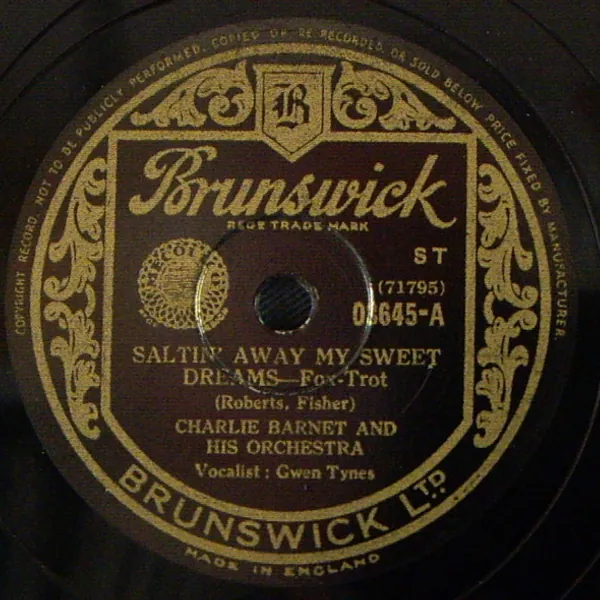 COPYRIGHT RECORD NOT TO BE PUBLICLY PERFORMED, COPIED OR RE RECORDED OR SOLD BELOW PRICE FIXED BY MANUFACTURER.
B
Brunswick
REGD TRADE MARK
ST
(71795)
SALTIN' AWAY MY SWEET
DREAMS—Fox-Trot
(Roberts, Fisher)
CHARLIE BARNET AND
HIS ORCHESTRA
Vocalist : Gwen Tynes
BRUNSWICK LTD.
MADE IN ENGLAND